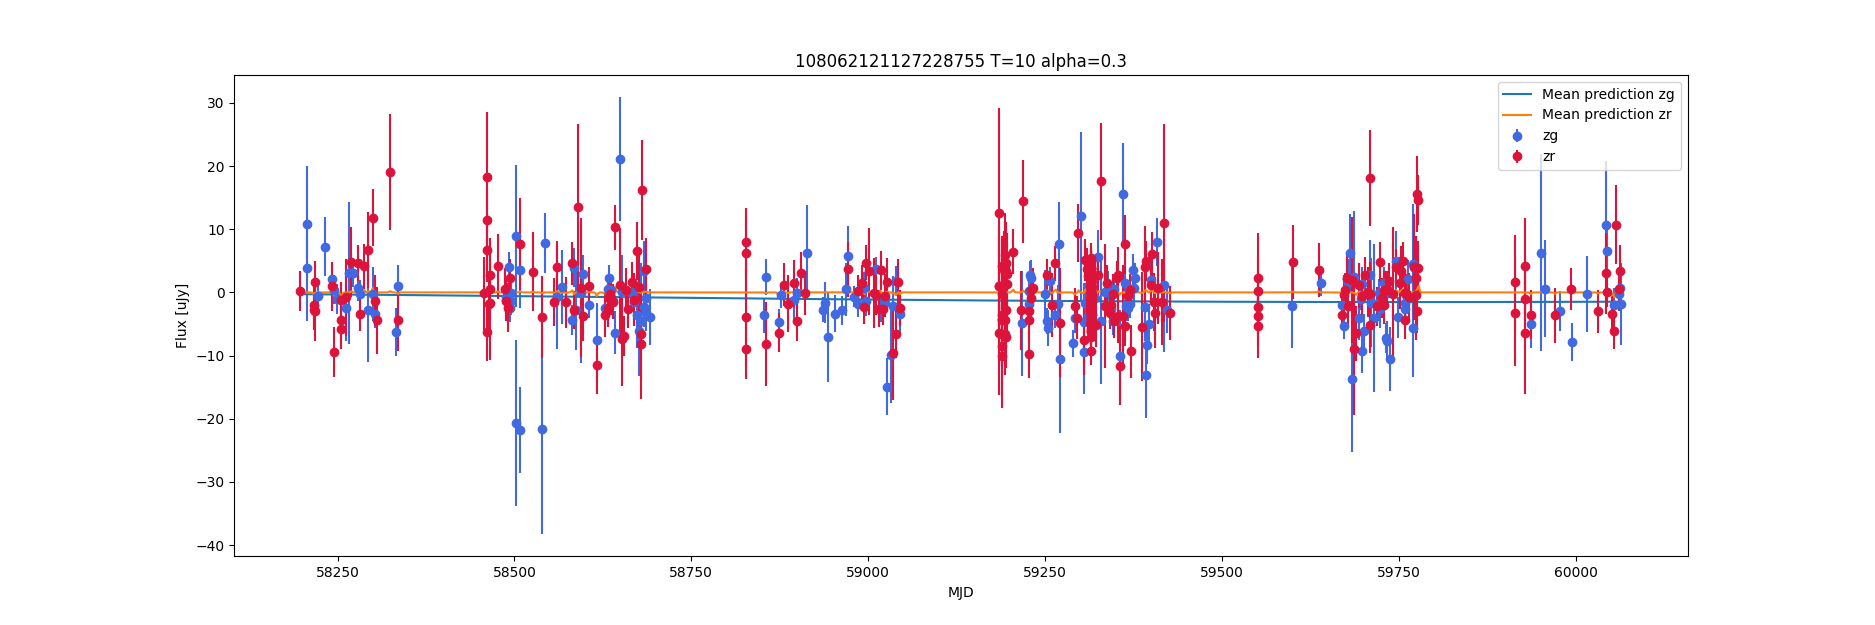 108062121127228755 T=10 alpha=0.3
Mean prediction zg
Mean prediction zr
zg
zr
Flux [uJy]
30
20
10
0
−10
−20
−30
−40
58250
58500
58750
59000
59250
59500
59750
60000
MJD